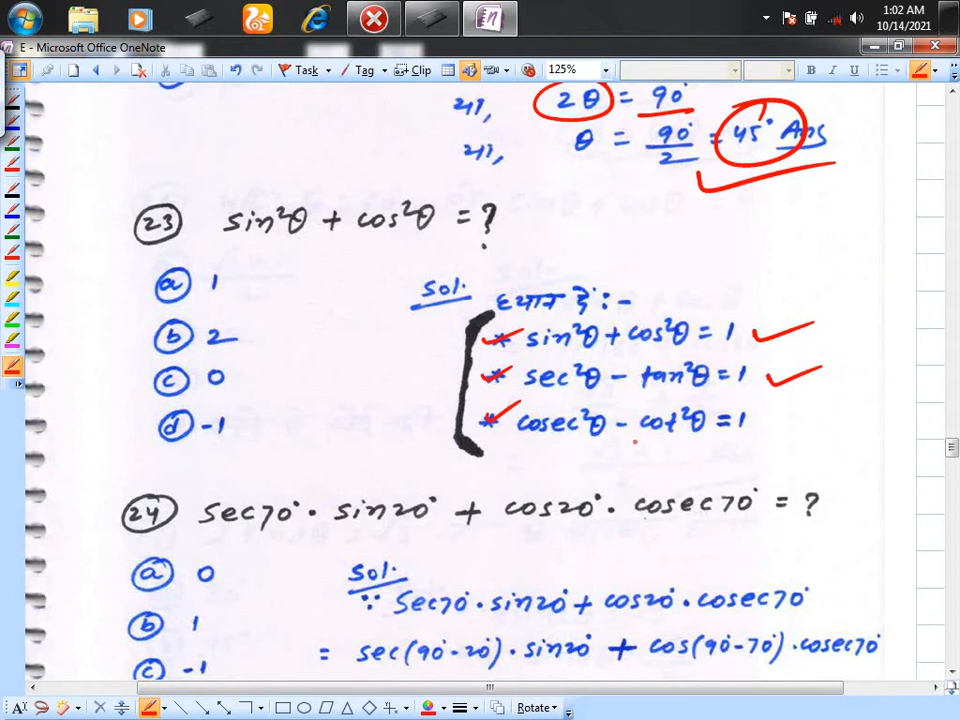 1:02 AM
10/14/2021
E - Microsoft Office OneNote
Task Tag Clip 125% B I U
या, 2θ = 90°
या, θ = 90°/2 = 45° Ans
23 sin²θ + cos²θ = ?
a 1
b 2
c 0
d -1
Sol. ध्यान दें :-
* sin²θ + cos²θ = 1
* sec²θ - tan²θ = 1
* cosec²θ - cot²θ = 1
24 sec70° · sin20° + cos20° · cosec70° = ?
a 0
b 1
c -1
Sol.
∵ sec70° · sin20° + cos20° · cosec70°
= sec(90°-20°) · sin20° + cos(90°-70°) · cosec70°
Rotate